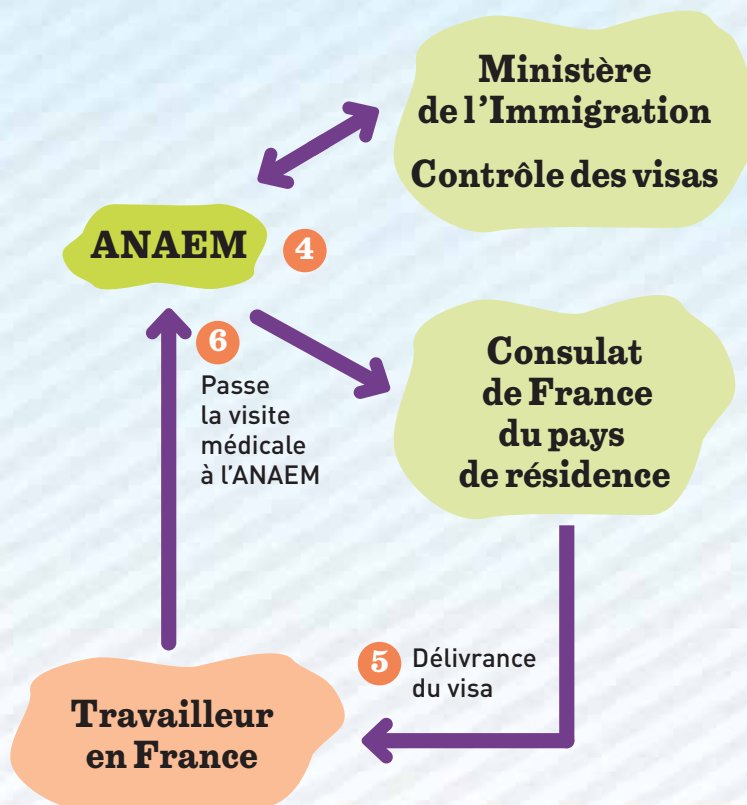 Ministère
de l’Immigration
Contrôle des visas
ANAEM
4
6
Passe
la visite
médicale
à l’ANAEM
Consulat
de France
du pays
de résidence
5
Délivrance
du visa
Travailleur
en France